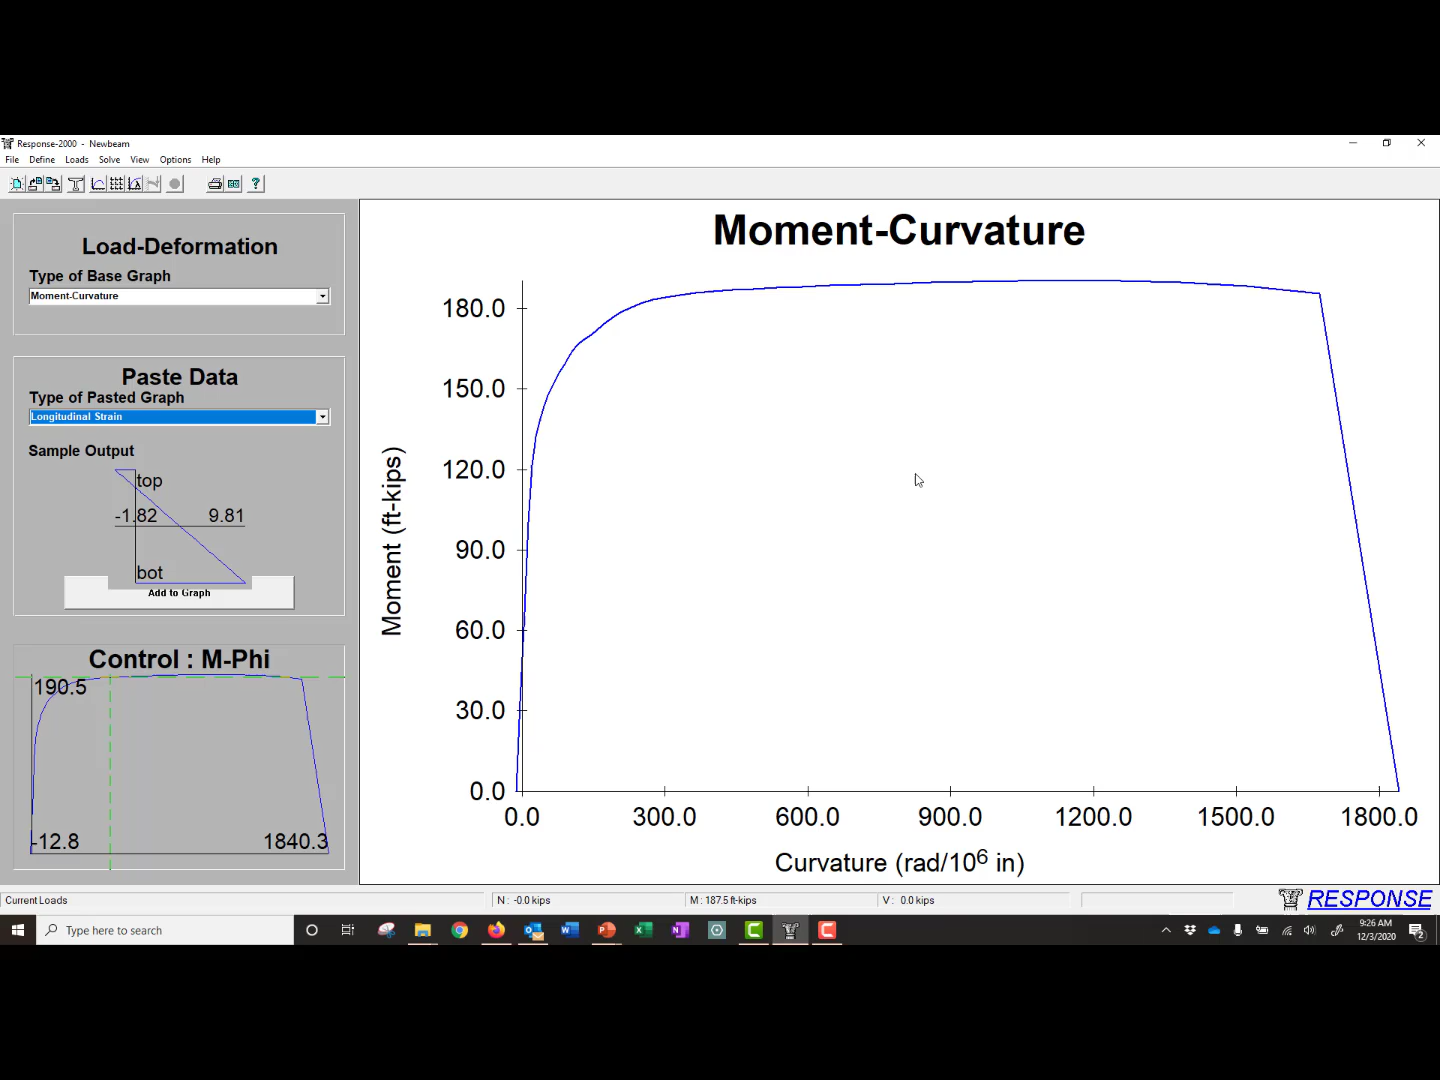 Response-2000 - Newbeam
File Define Loads Solve View Options Help
Load-Deformation
Type of Base Graph
Moment-Curvature
Paste Data
Type of Pasted Graph
Longitudinal Strain
Sample Output
top
-1.82 9.81
bot
Add to Graph
Control : M-Phi
190.5
-12.8 1840.3
Moment-Curvature
Moment (ft-kips)
180.0
150.0
120.0
90.0
60.0
30.0
0.0
0.0 300.0 600.0 900.0 1200.0 1500.0 1800.0
Curvature (rad/10⁶ in)
Current Loads N : -0.0 kips M : 187.5 ft-kips V : 0.0 kips RESPONSE
Type here to search
9:26 AM
12/3/2020
2